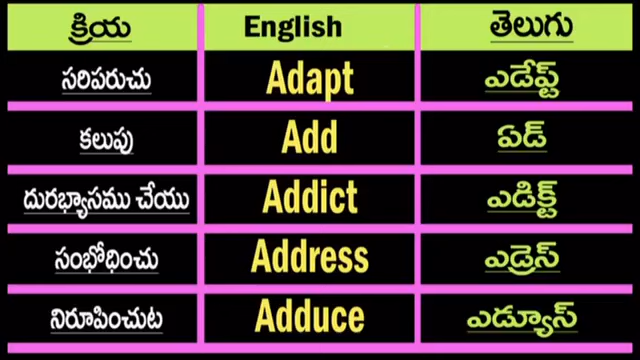 క్రియ English తెలుగు
సరిపరుచు Adapt ఎడేప్ట్
కలుపు Add ఏడ్
దురభ్యాసము చేయు Addict ఎడిక్ట్
సంభోధించు Address ఎడ్రెస్
నిరూపించుట Adduce ఎడ్యూస్